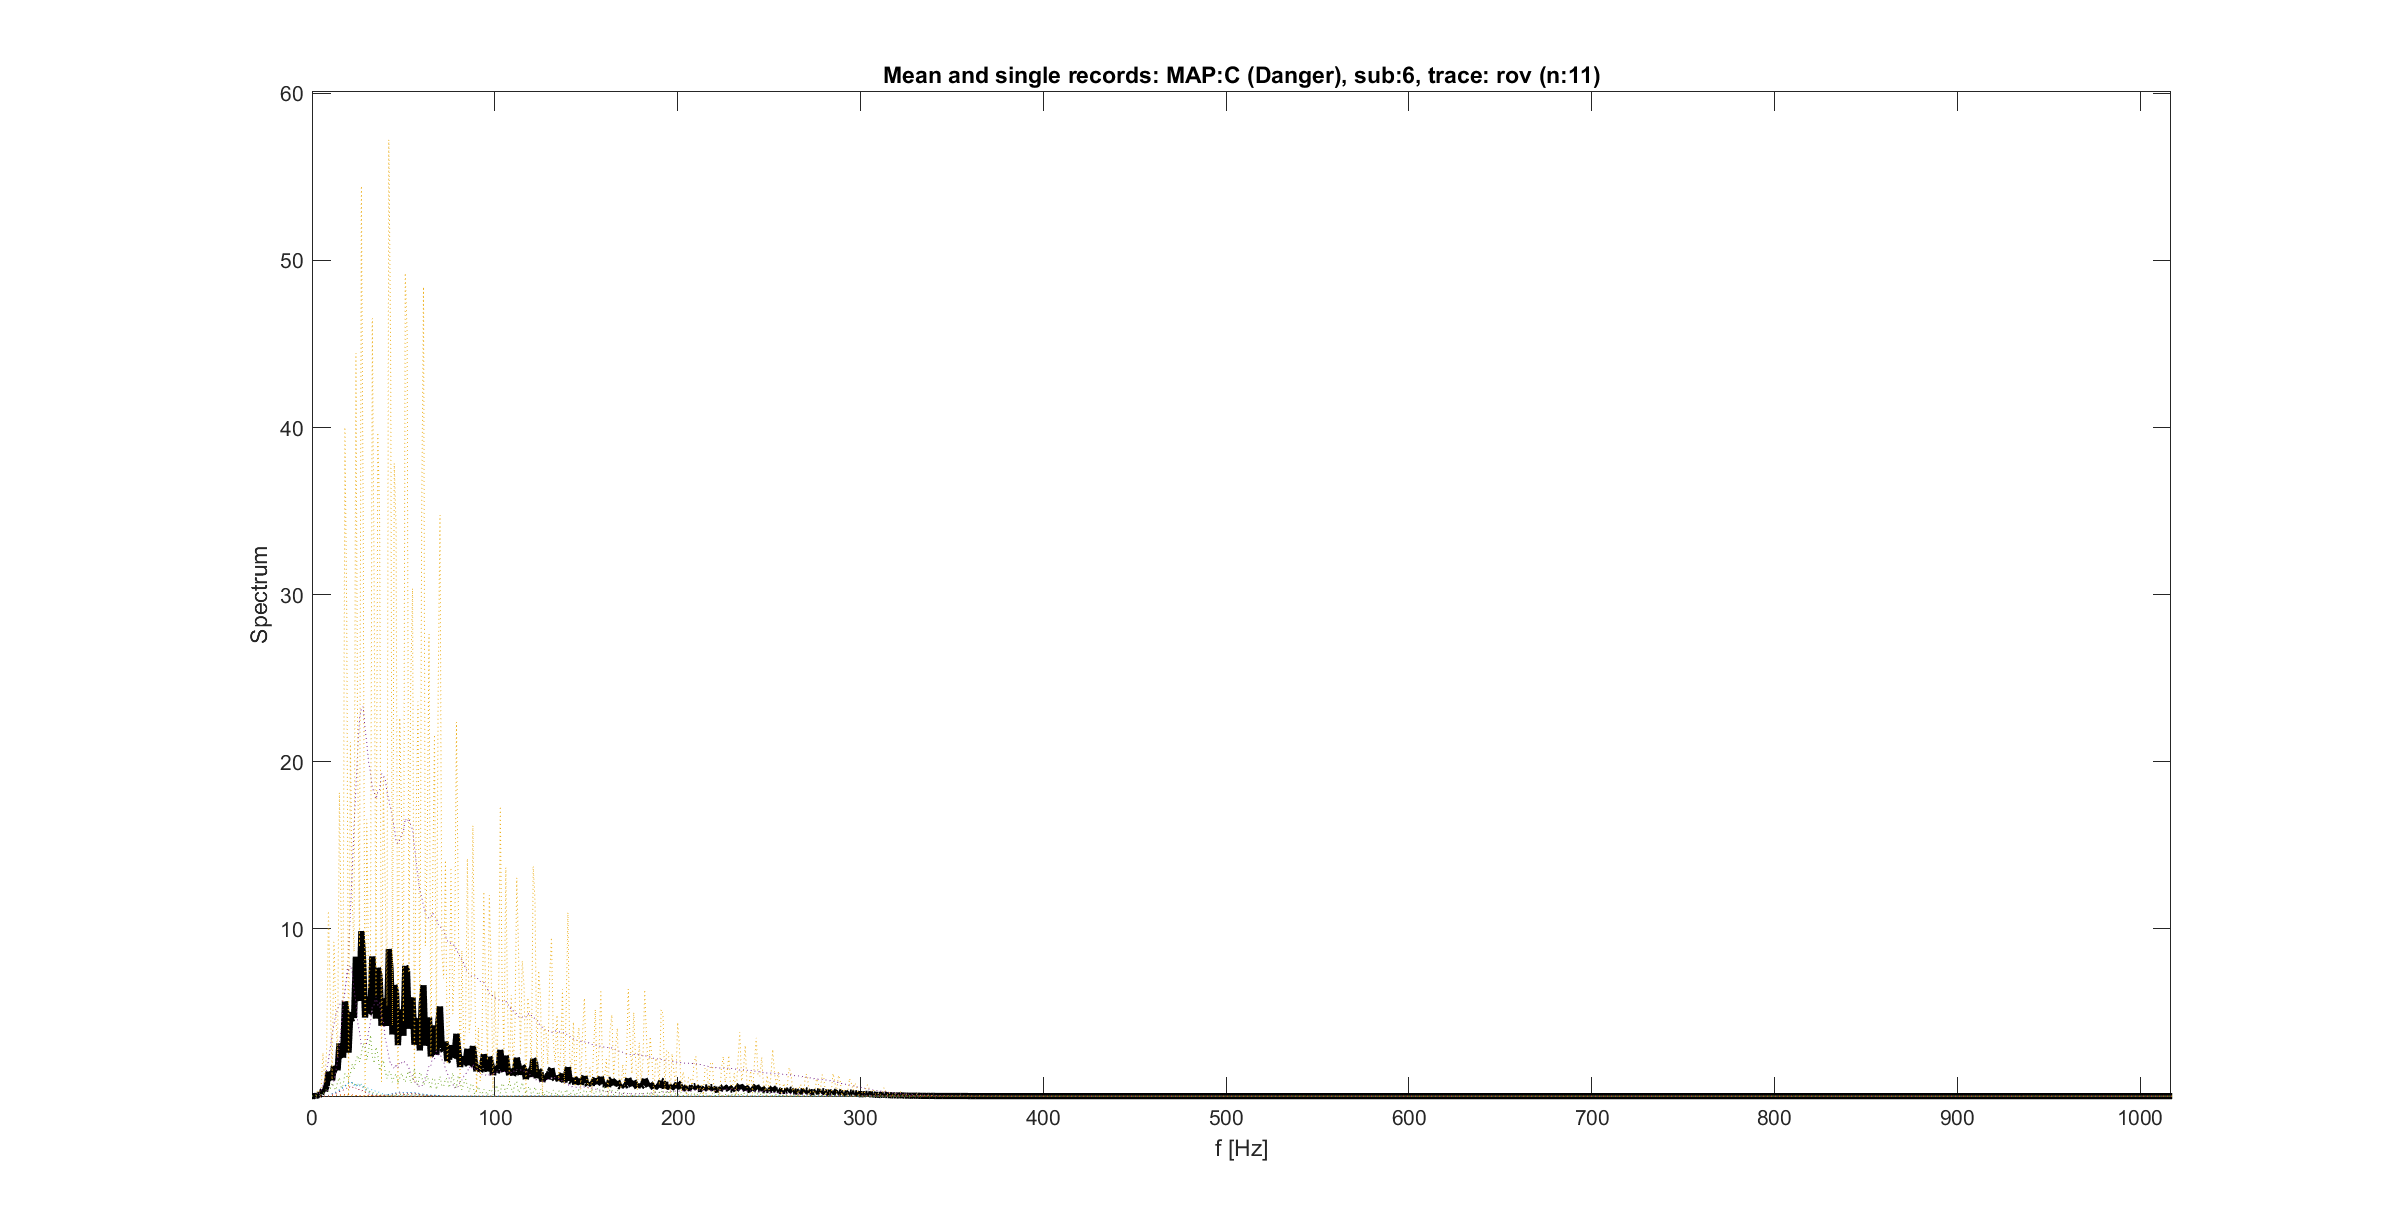 Mean and single records: MAP:C (Danger), sub:6, trace: rov (n:11)
60
50
40
30
20
10
Spectrum
0 100 200 300 400 500 600 700 800 900 1000
f [Hz]